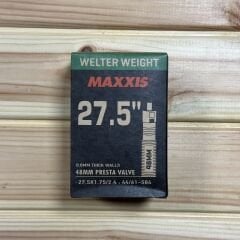 WELTER WEIGHT
MAXXIS
27.5"
48MM
0.8MM THICK WALLS
48MM PRESTA VALVE
27.5X1.75/2.4 . 44/61-584